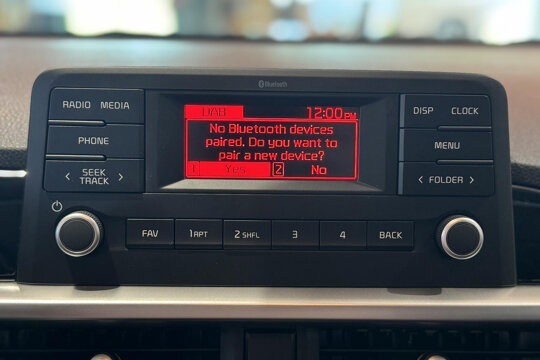 Bluetooth
RADIO MEDIA
PHONE
SEEK
TRACK
DAB 12:00PM
No Bluetooth devices
paired. Do you want to
pair a new device?
1 Yes 2 No
DISP CLOCK
MENU
FOLDER
FAV 1 RPT 2 SHFL 3 4 BACK